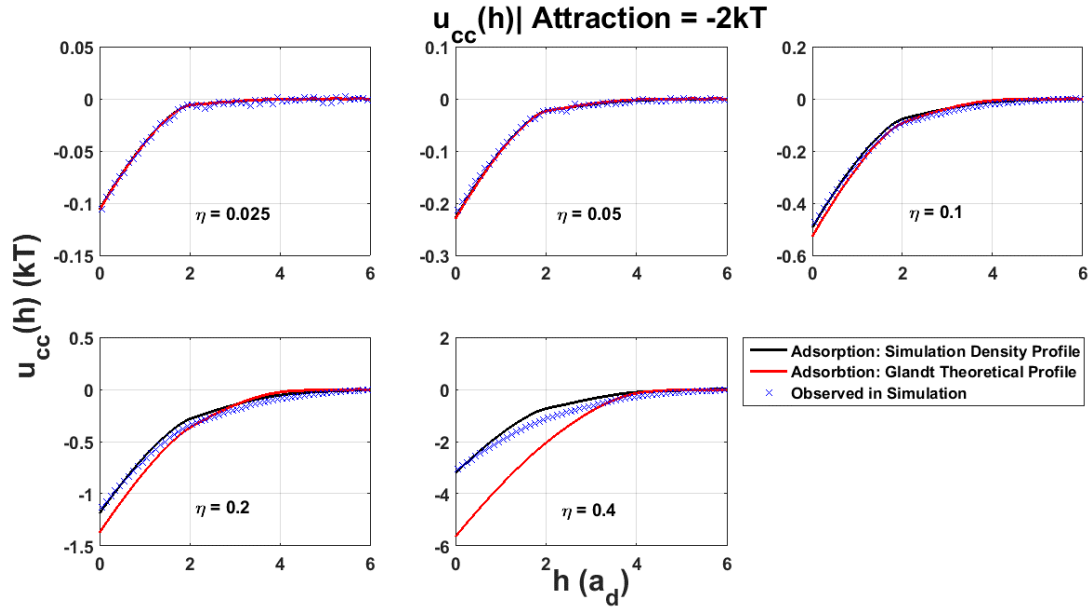 u_cc(h)| Attraction = -2kT
u_cc(h) (kT)
0.05
0
-0.05
-0.1
-0.15
0 2 4 6
η = 0.025
0.1
0
-0.1
-0.2
-0.3
0 2 4 6
η = 0.05
0.2
0
-0.2
-0.4
-0.6
0 2 4 6
η = 0.1
0.5
0
-0.5
-1
-1.5
0 2 4 6
η = 0.2
2
0
-2
-4
-6
0 2 4 6
η = 0.4
h (a_d)
Adsorption: Simulation Density Profile
Adsorbtion: Glandt Theoretical Profile
Observed in Simulation